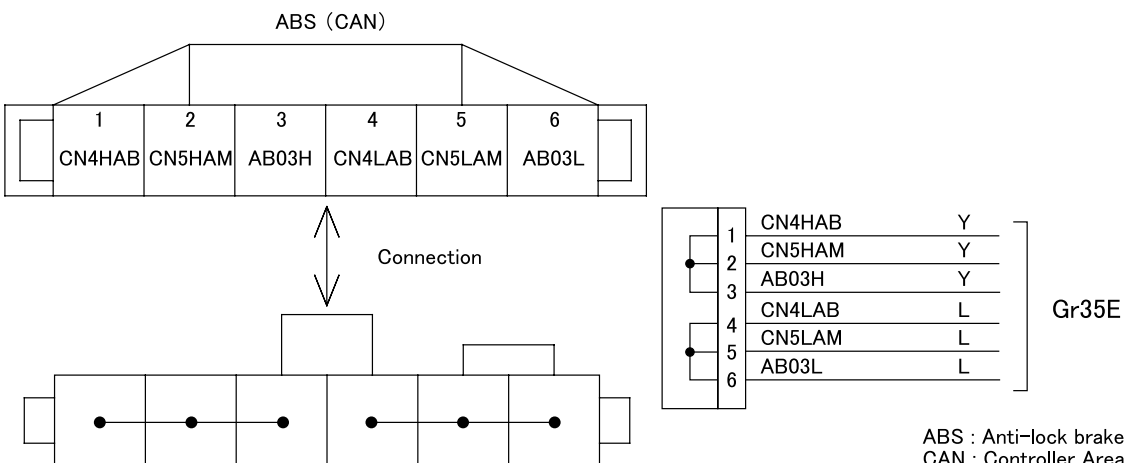 ABS (CAN)
1 2 3 4 5 6
CN4HAB CN5HAM AB03H CN4LAB CN5LAM AB03L
Connection
1 CN4HAB Y
2 CN5HAM Y
3 AB03H Y
4 CN4LAB L
5 CN5LAM L
6 AB03L L
Gr35E
ABS : Anti-lock brake
CAN : Controller Area